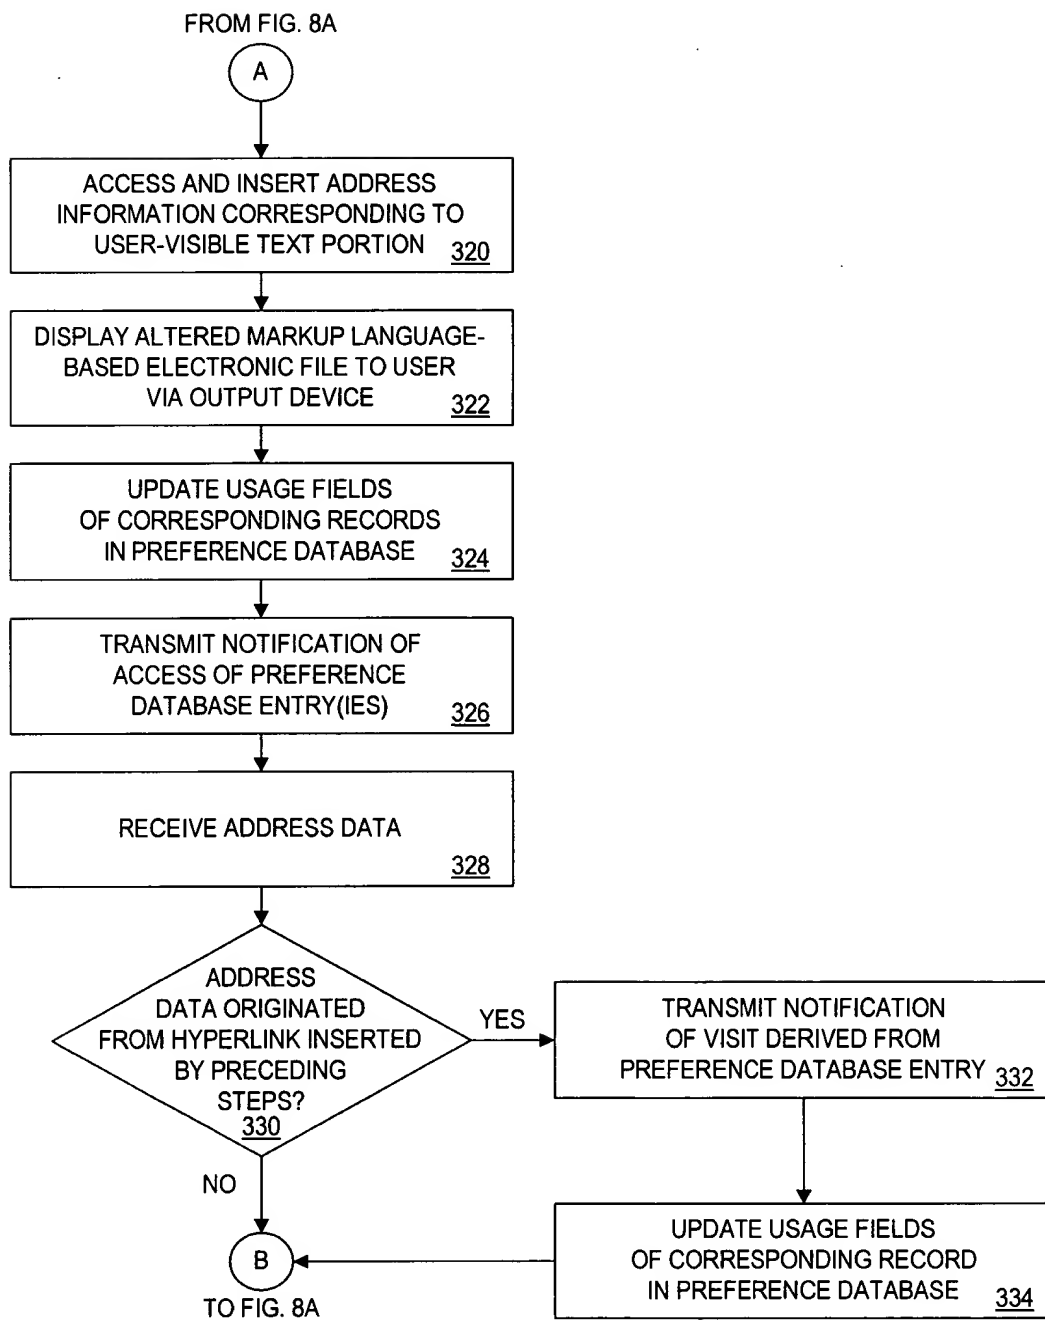 FROM FIG. 8A
A
ACCESS AND INSERT ADDRESS
INFORMATION CORRESPONDING TO
USER-VISIBLE TEXT PORTION
320
DISPLAY ALTERED MARKUP LANGUAGE-
BASED ELECTRONIC FILE TO USER
VIA OUTPUT DEVICE
322
UPDATE USAGE FIELDS
OF CORRESPONDING RECORDS
IN PREFERENCE DATABASE
324
TRANSMIT NOTIFICATION OF
ACCESS OF PREFERENCE
DATABASE ENTRY(IES)
326
RECEIVE ADDRESS DATA
328
ADDRESS
DATA ORIGINATED
FROM HYPERLINK INSERTED
BY PRECEDING
STEPS?
330
YES
TRANSMIT NOTIFICATION
OF VISIT DERIVED FROM
PREFERENCE DATABASE ENTRY
332
NO
UPDATE USAGE FIELDS
OF CORRESPONDING RECORD
IN PREFERENCE DATABASE
334
B
TO FIG. 8A